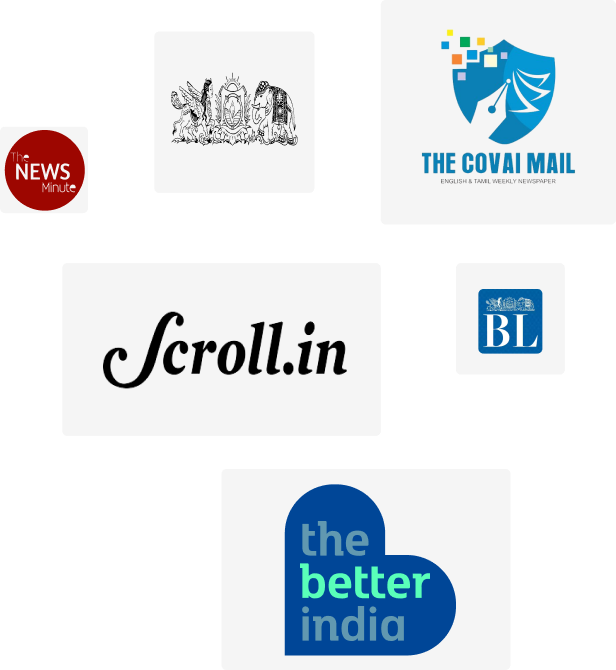 The
NEWS
Minute
THE COVAI MAIL
ENGLISH & TAMIL WEEKLY NEWSPAPER
Scroll.in
BL
the
better
india